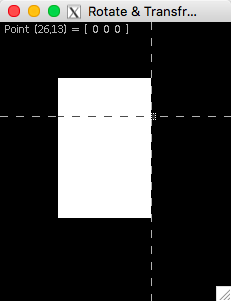 Rotate & Transfr...
Point (26,13) = [ 0 0 0 ]